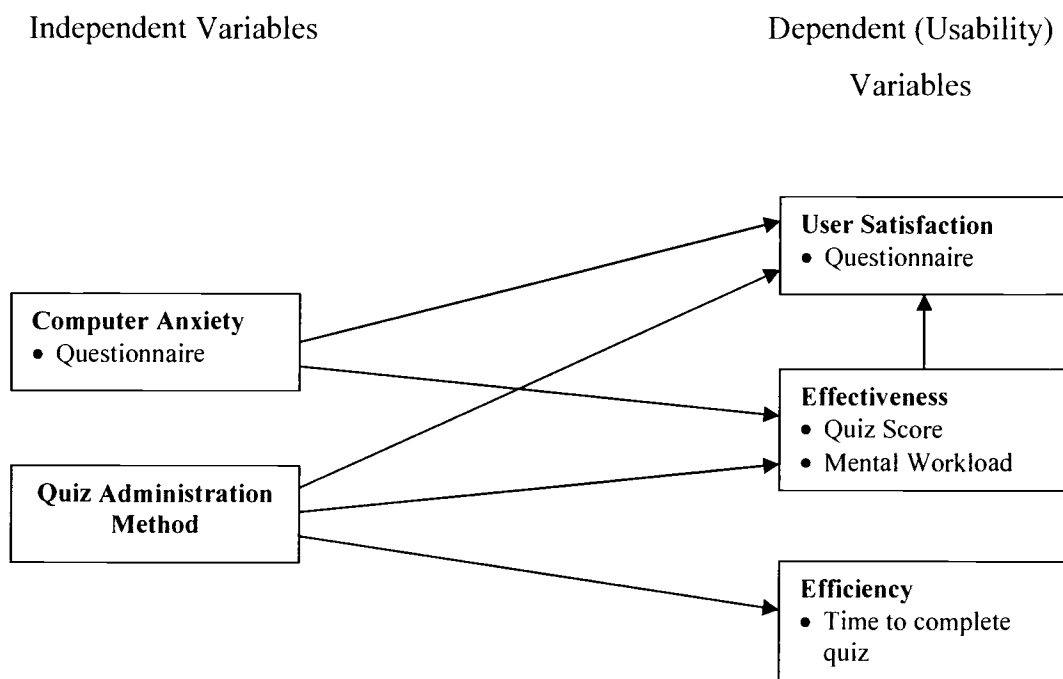 Independent Variables
Dependent (Usability)
Variables
Computer Anxiety
• Questionnaire
Quiz Administration
Method
User Satisfaction
• Questionnaire
Effectiveness
• Quiz Score
• Mental Workload
Efficiency
• Time to complete
quiz